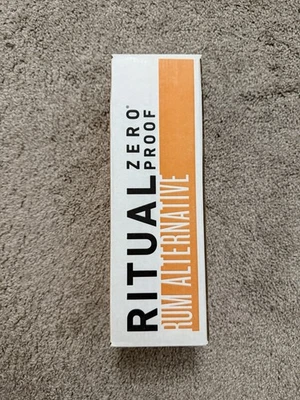 RITUAL
ZERO®
PROOF
RUM ALTERNATIVE